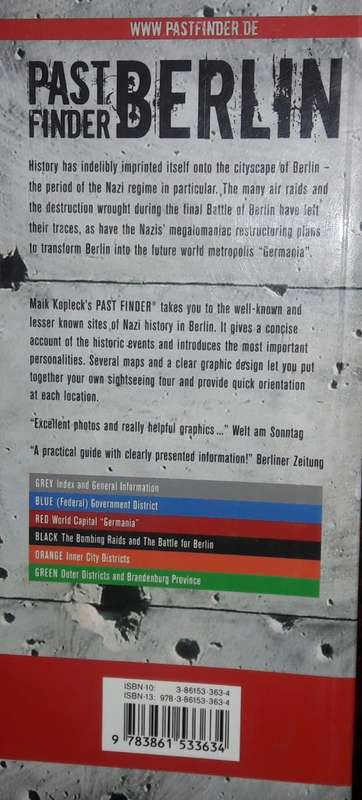 WWW.PASTFINDER.DE
PAST
FINDER
BERLIN
History has indelibly imprinted itself onto the cityscape of Berlin –
the period of the Nazi regime in particular. The many air raids and
the destruction wrought during the final Battle of Berlin have left
their traces, as have the Nazis' megalomaniac restructuring plans
to transform Berlin into the future world metropolis "Germania".
Maik Kopleck's PAST FINDER® takes you to the well-known and
lesser known sites of Nazi history in Berlin. It gives a concise
account of the historic events and introduces the most important
personalities. Several maps and a clear graphic design let you put
together your own sightseeing tour and provide quick orientation
at each location.
"Excellent photos and really helpful graphics ..." Welt am Sonntag
"A practical guide with clearly presented information!" Berliner Zeitung
GREY Index and General Information
BLUE (Federal) Government District
RED World Capital "Germania"
BLACK The Bombing Raids and The Battle for Berlin
ORANGE Inner City Districts
GREEN Outer Districts and Brandenburg Province
ISBN-10: 3-86153-363-4
ISBN-13: 978-3-86153-363-4
9 783861 533634